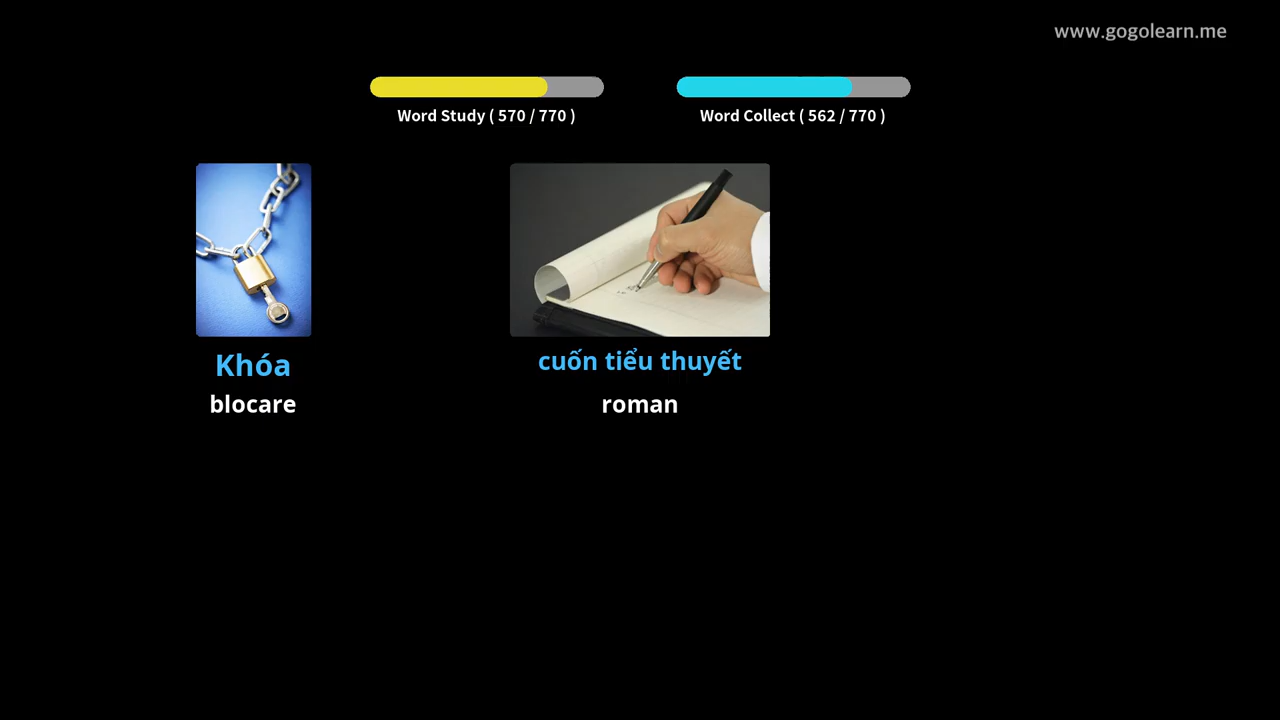 www.gogolearn.me
Word Study ( 570 / 770 )
Word Collect ( 562 / 770 )
Khóa
blocare
cuốn tiểu thuyết
roman